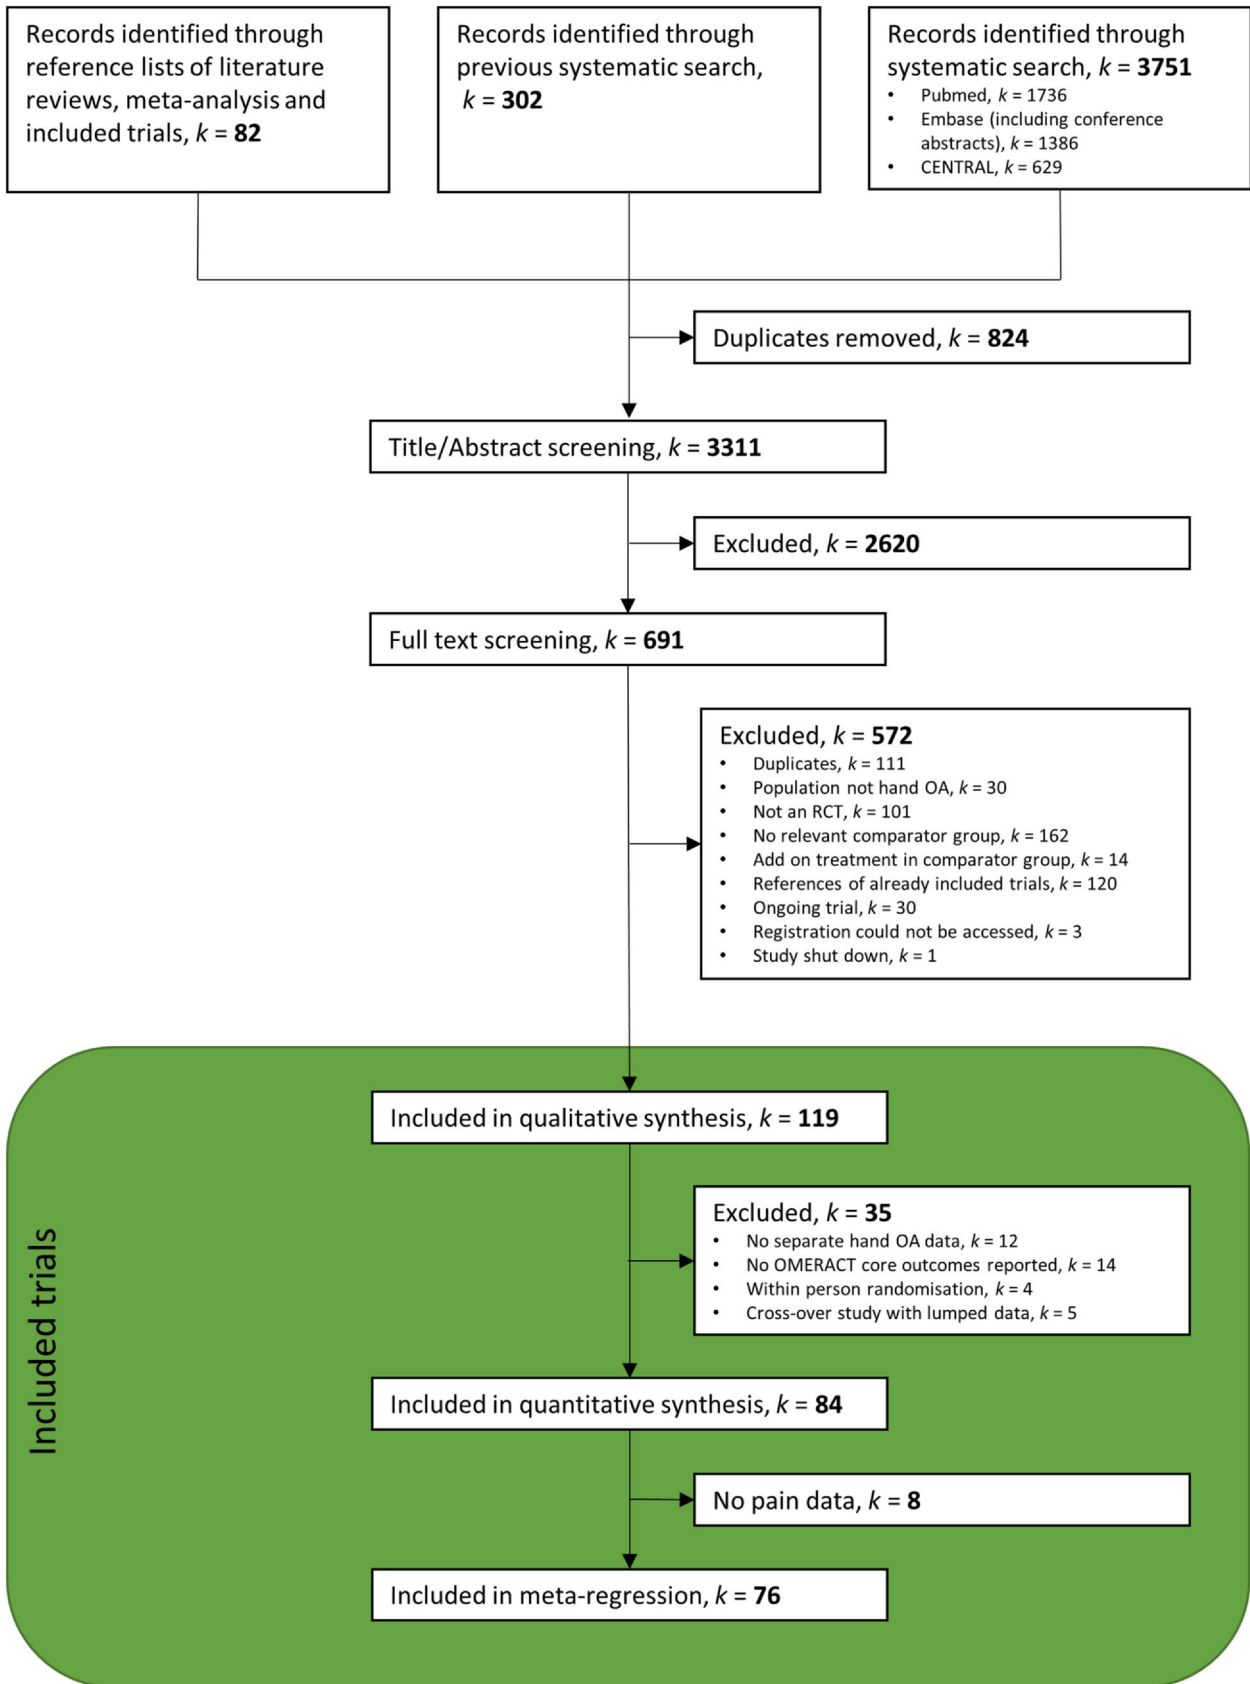 Records identified through
reference lists of literature
reviews, meta-analysis and
included trials, k = 82
Records identified through
previous systematic search,
k = 302
Records identified through
systematic search, k = 3751
• Pubmed, k = 1736
• Embase (including conference
abstracts), k = 1386
• CENTRAL, k = 629
Duplicates removed, k = 824
Title/Abstract screening, k = 3311
Excluded, k = 2620
Full text screening, k = 691
Excluded, k = 572
• Duplicates, k = 111
• Population not hand OA, k = 30
• Not an RCT, k = 101
• No relevant comparator group, k = 162
• Add on treatment in comparator group, k = 14
• References of already included trials, k = 120
• Ongoing trial, k = 30
• Registration could not be accessed, k = 3
• Study shut down, k = 1
Included trials
Included in qualitative synthesis, k = 119
Excluded, k = 35
• No separate hand OA data, k = 12
• No OMERACT core outcomes reported, k = 14
• Within person randomisation, k = 4
• Cross-over study with lumped data, k = 5
Included in quantitative synthesis, k = 84
No pain data, k = 8
Included in meta-regression, k = 76